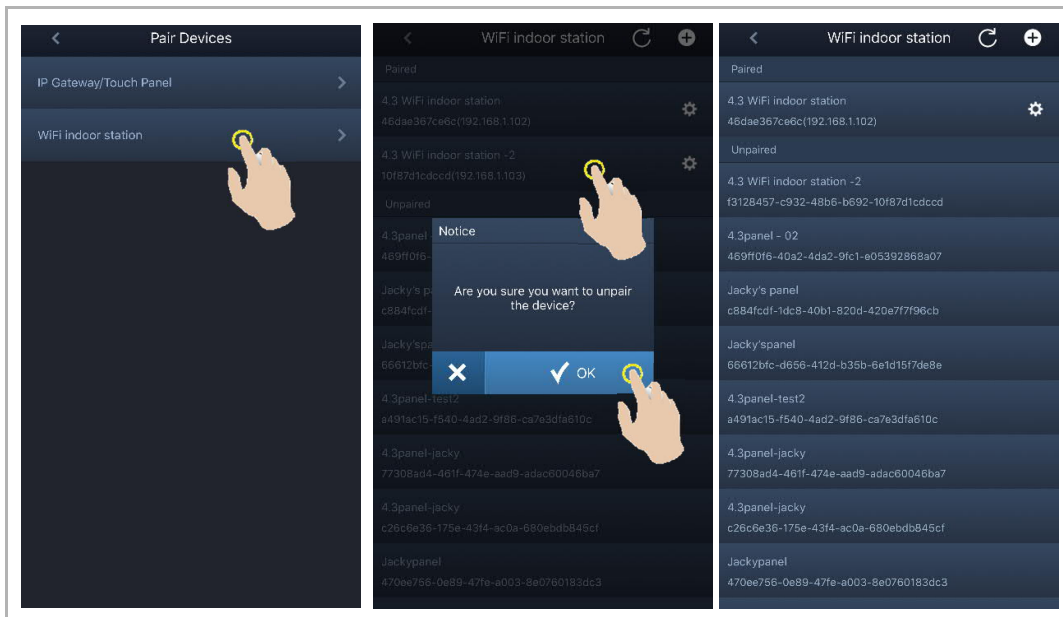 Pair Devices
IP Gateway/Touch Panel
WiFi indoor station
WiFi indoor station
Paired
4.3 WiFi indoor station
46dae367ce6c(192.168.1.102)
4.3 WiFi indoor station -2
10f87d1cdccd(192.168.1.103)
Unpaired
4.3panel
469ff0f6-
Jacky's p
c884fcdf-
Jacky'spa
66612bfc-
4.3panel-test2
a491ac15-f540-4ad2-9f86-ca7e3dfa610c
4.3panel-jacky
77308ad4-461f-474e-aad9-adac60046ba7
4.3panel-jacky
c26c6e36-175e-43f4-ac0a-680ebdb845cf
Jackypanel
470ee756-0e89-47fe-a003-8e0760183dc3
Notice
Are you sure you want to unpair
the device?
OK
WiFi indoor station
Paired
4.3 WiFi indoor station
46dae367ce6c(192.168.1.102)
Unpaired
4.3 WiFi indoor station -2
f3128457-c932-48b6-b692-10f87d1cdccd
4.3panel - 02
469ff0f6-40a2-4da2-9fc1-e05392868a07
Jacky's panel
c884fcdf-1dc8-40b1-820d-420e7f7f96cb
Jacky'spanel
66612bfc-d656-412d-b35b-6e1d15f7de8e
4.3panel-test2
a491ac15-f540-4ad2-9f86-ca7e3dfa610c
4.3panel-jacky
77308ad4-461f-474e-aad9-adac60046ba7
4.3panel-jacky
c26c6e36-175e-43f4-ac0a-680ebdb845cf
Jackypanel
470ee756-0e89-47fe-a003-8e0760183dc3